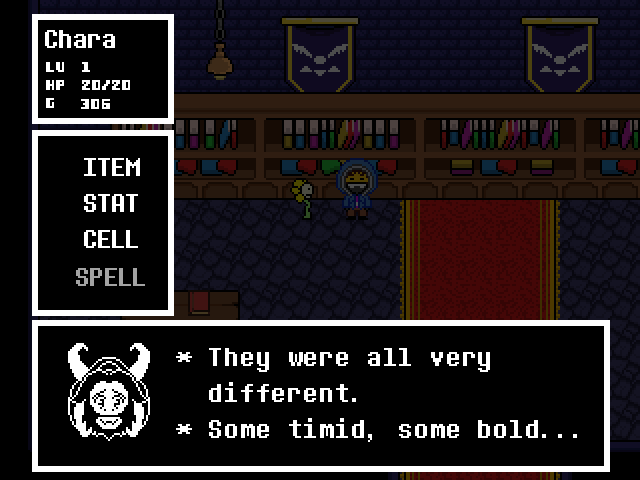 Chara
LV 1
HP 20/20
G 306
ITEM
STAT
CELL
SPELL
* They were all very
different.
* Some timid, some bold...